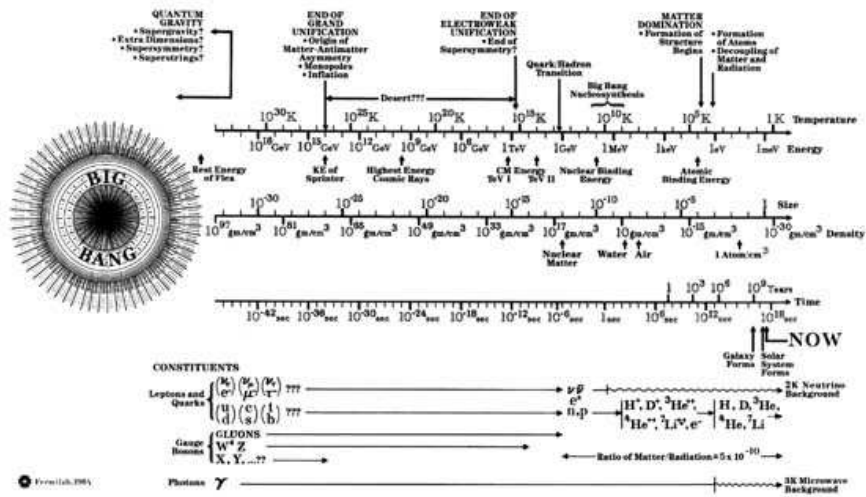 QUANTUM
GRAVITY
• Supergravity?
• Extra Dimensions?
• Supersymmetry?
• Superstrings?
END OF
GRAND
UNIFICATION
• Origin of
Matter-Antimatter
Asymmetry
• Monopoles
• Inflation
END OF
ELECTROWEAK
UNIFICATION
• End of
Supersymmetry?
MATTER
DOMINATION
• Formation of
Structure
Begins
• Formation
of Atoms
• Decoupling of
Matter and
Radiation
Desert???
Quark/Hadron
Transition
Big Bang
Nucleosynthesis
10³⁰K 10²⁵K 10²⁰K 10¹⁵K 10¹⁰K 10⁵K 1K Temperature
10¹⁸GeV 10¹⁵GeV 10¹²GeV 10⁹GeV 10⁶GeV 1TeV 1GeV 1MeV 1keV 1eV 1meV Energy
Rest Energy
of Flea
KE of
Sprinter
Highest Energy
Cosmic Rays
CM Energy
TeV I TeV II
Nuclear Binding
Energy
Atomic
Binding Energy
BIG
BANG
10⁻³⁰ 10⁻²⁵ 10⁻²⁰ 10⁻¹⁵ 10⁻¹⁰ 10⁻⁵ 1 Size
10⁹⁷gm/cm³ 10⁸¹gm/cm³ 10⁶⁵gm/cm³ 10⁴⁹gm/cm³ 10³³gm/cm³ 10¹⁷gm/cm³ 10gm/cm³ 10⁻¹⁵gm/cm³ 10⁻³⁰gm/cm³ Density
Nuclear
Matter
Water
Air
1 Atom/cm³
1 10³ 10⁶ 10⁹ Years
Time
10⁻⁴²sec 10⁻³⁶sec 10⁻³⁰sec 10⁻²⁴sec 10⁻¹⁸sec 10⁻¹²sec 10⁻⁶sec 1sec 10⁶sec 10¹²sec 10¹⁸sec
NOW
Galaxy
Forms
Solar
System
Forms
CONSTITUENTS
Leptons and
Quarks
(νe e) (νμ μ) (ντ τ) ???
(u d) (c s) (t b) ???
ν ν̄
e±
n,p
2K Neutrino
Background
H⁺, D⁺, ³He⁺⁺,
⁴He⁺⁺, ⁷Li⁺⁺⁺, e⁻
H, D, ³He,
⁴He, ⁷Li
Gauge
Bosons
GLUONS
W± Z
X, Y, ...??
Ratio of Matter/Radiation = 5 x 10⁻¹⁰
Photons γ
3K Microwave
Background